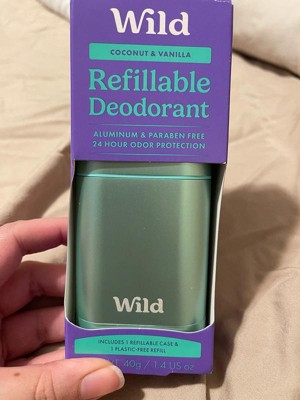 Wild
COCONUT & VANILLA
Refillable
Deodorant
ALUMINUM & PARABEN FREE
24 HOUR ODOR PROTECTION
Wild
INCLUDES 1 REFILLABLE CASE &
1 PLASTIC-FREE REFILL
40g / 1.4 US oz